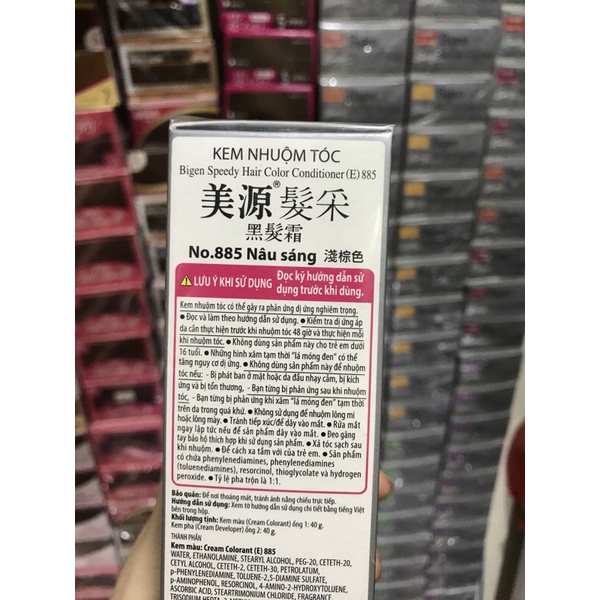 KEM NHUỘM TÓC
Bigen Speedy Hair Color Conditioner (E) 885
美源®髮采
黑髮霜
No.885 Nâu sáng 淺棕色
LƯU Ý KHI SỬ DỤNG Đọc kỹ hướng dẫn sử dụng trước khi dùng.
Kem nhuộm tóc có thể gây ra phản ứng dị ứng nghiêm trọng.
● Đọc và làm theo hướng dẫn sử dụng. ● Kiểm tra dị ứng áp
da cần thực hiện trước khi nhuộm tóc 48 giờ và thực hiện mỗi
khi nhuộm tóc. ● Không dùng sản phẩm này cho trẻ em dưới
16 tuổi. ● Những hình xăm tạm thời "lá móng đen" có thể
tăng nguy cơ dị ứng. ● Không dùng sản phẩm này để nhuộm
tóc nếu: - Bị phát ban ở mặt hoặc da đầu nhạy cảm, bị kích
ứng và bị tổn thương, - Bạn từng bị phản ứng sau khi nhuộm
tóc, - Bạn từng bị phản ứng khi xăm "lá móng đen" tạm thời
trên da trong quá khứ. ● Không sử dụng để nhuộm lông mi
hoặc lông mày. ● Tránh tiếp xúc/để dây vào mắt. ● Rửa mắt
ngay lập tức nếu để sản phẩm dây vào mắt. ● Đeo găng
tay bảo hộ thích hợp khi sử dụng sản phẩm. ● Xả tóc sạch sau
khi nhuộm. ● Để cách xa tầm với của trẻ em. ● Sản phẩm
có chứa phenylenediamines, phenylenediamines
(toluenediamines), resorcinol, thioglycolate và hydrogen
peroxide. ● Tỷ lệ pha trộn là 1:1.
Bảo quản: Để nơi thoáng mát, tránh ánh nắng chiếu trực tiếp.
Hướng dẫn sử dụng: Xem tờ hướng dẫn sử dụng chi tiết bằng tiếng Việt
bên trong hộp.
Khối lượng tịnh: Kem màu (Cream Colorant) ống 1: 40 g.
Kem pha (Cream Developer) ống 2: 40 g.
THÀNH PHẦN
Kem màu: Cream Colorant (E) 885
WATER, ETHANOLAMINE, STEARYL ALCOHOL, PEG-20, CETETH-20,
CETYL ALCOHOL, CETETH-2, CETETH-30, PETROLATUM,
p-PHENYLENEDIAMINE, TOLUENE-2,5-DIAMINE SULFATE,
p-AMINOPHENOL, RESORCINOL, 4-AMINO-2-HYDROXYTOLUENE,
COCAMIDE, STEARTRIMONIUM CHLORIDE, FRAGRANCE